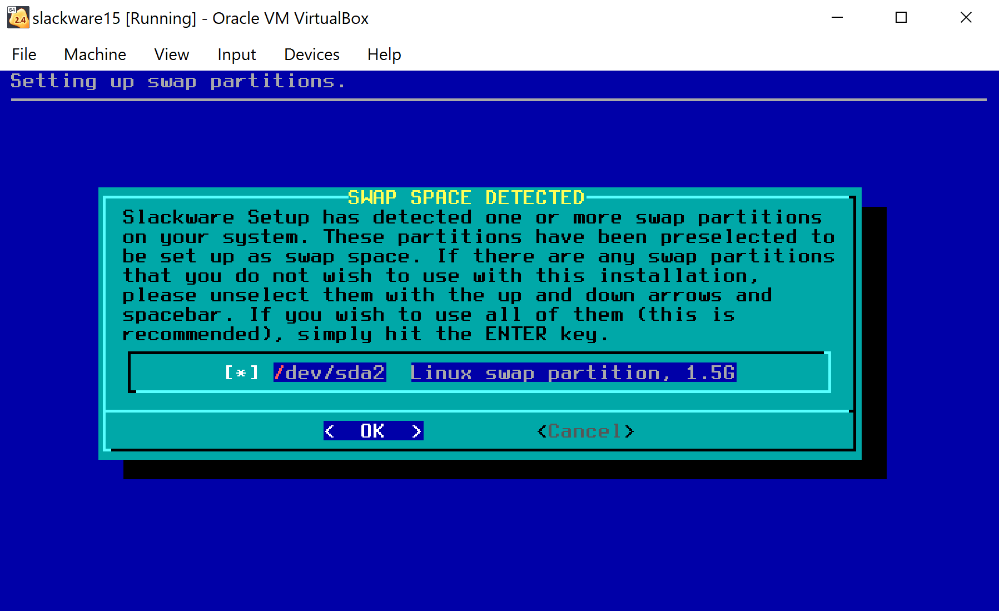 64
2.4
slackware15 [Running] - Oracle VM VirtualBox
File Machine View Input Devices Help
Setting up swap partitions.
SWAP SPACE DETECTED
Slackware Setup has detected one or more swap partitions
on your system. These partitions have been preselected to
be set up as swap space. If there are any swap partitions
that you do not wish to use with this installation,
please unselect them with the up and down arrows and
spacebar. If you wish to use all of them (this is
recommended), simply hit the ENTER key.
[*] /dev/sda2 Linux swap partition, 1.5G
< OK > <Cancel>